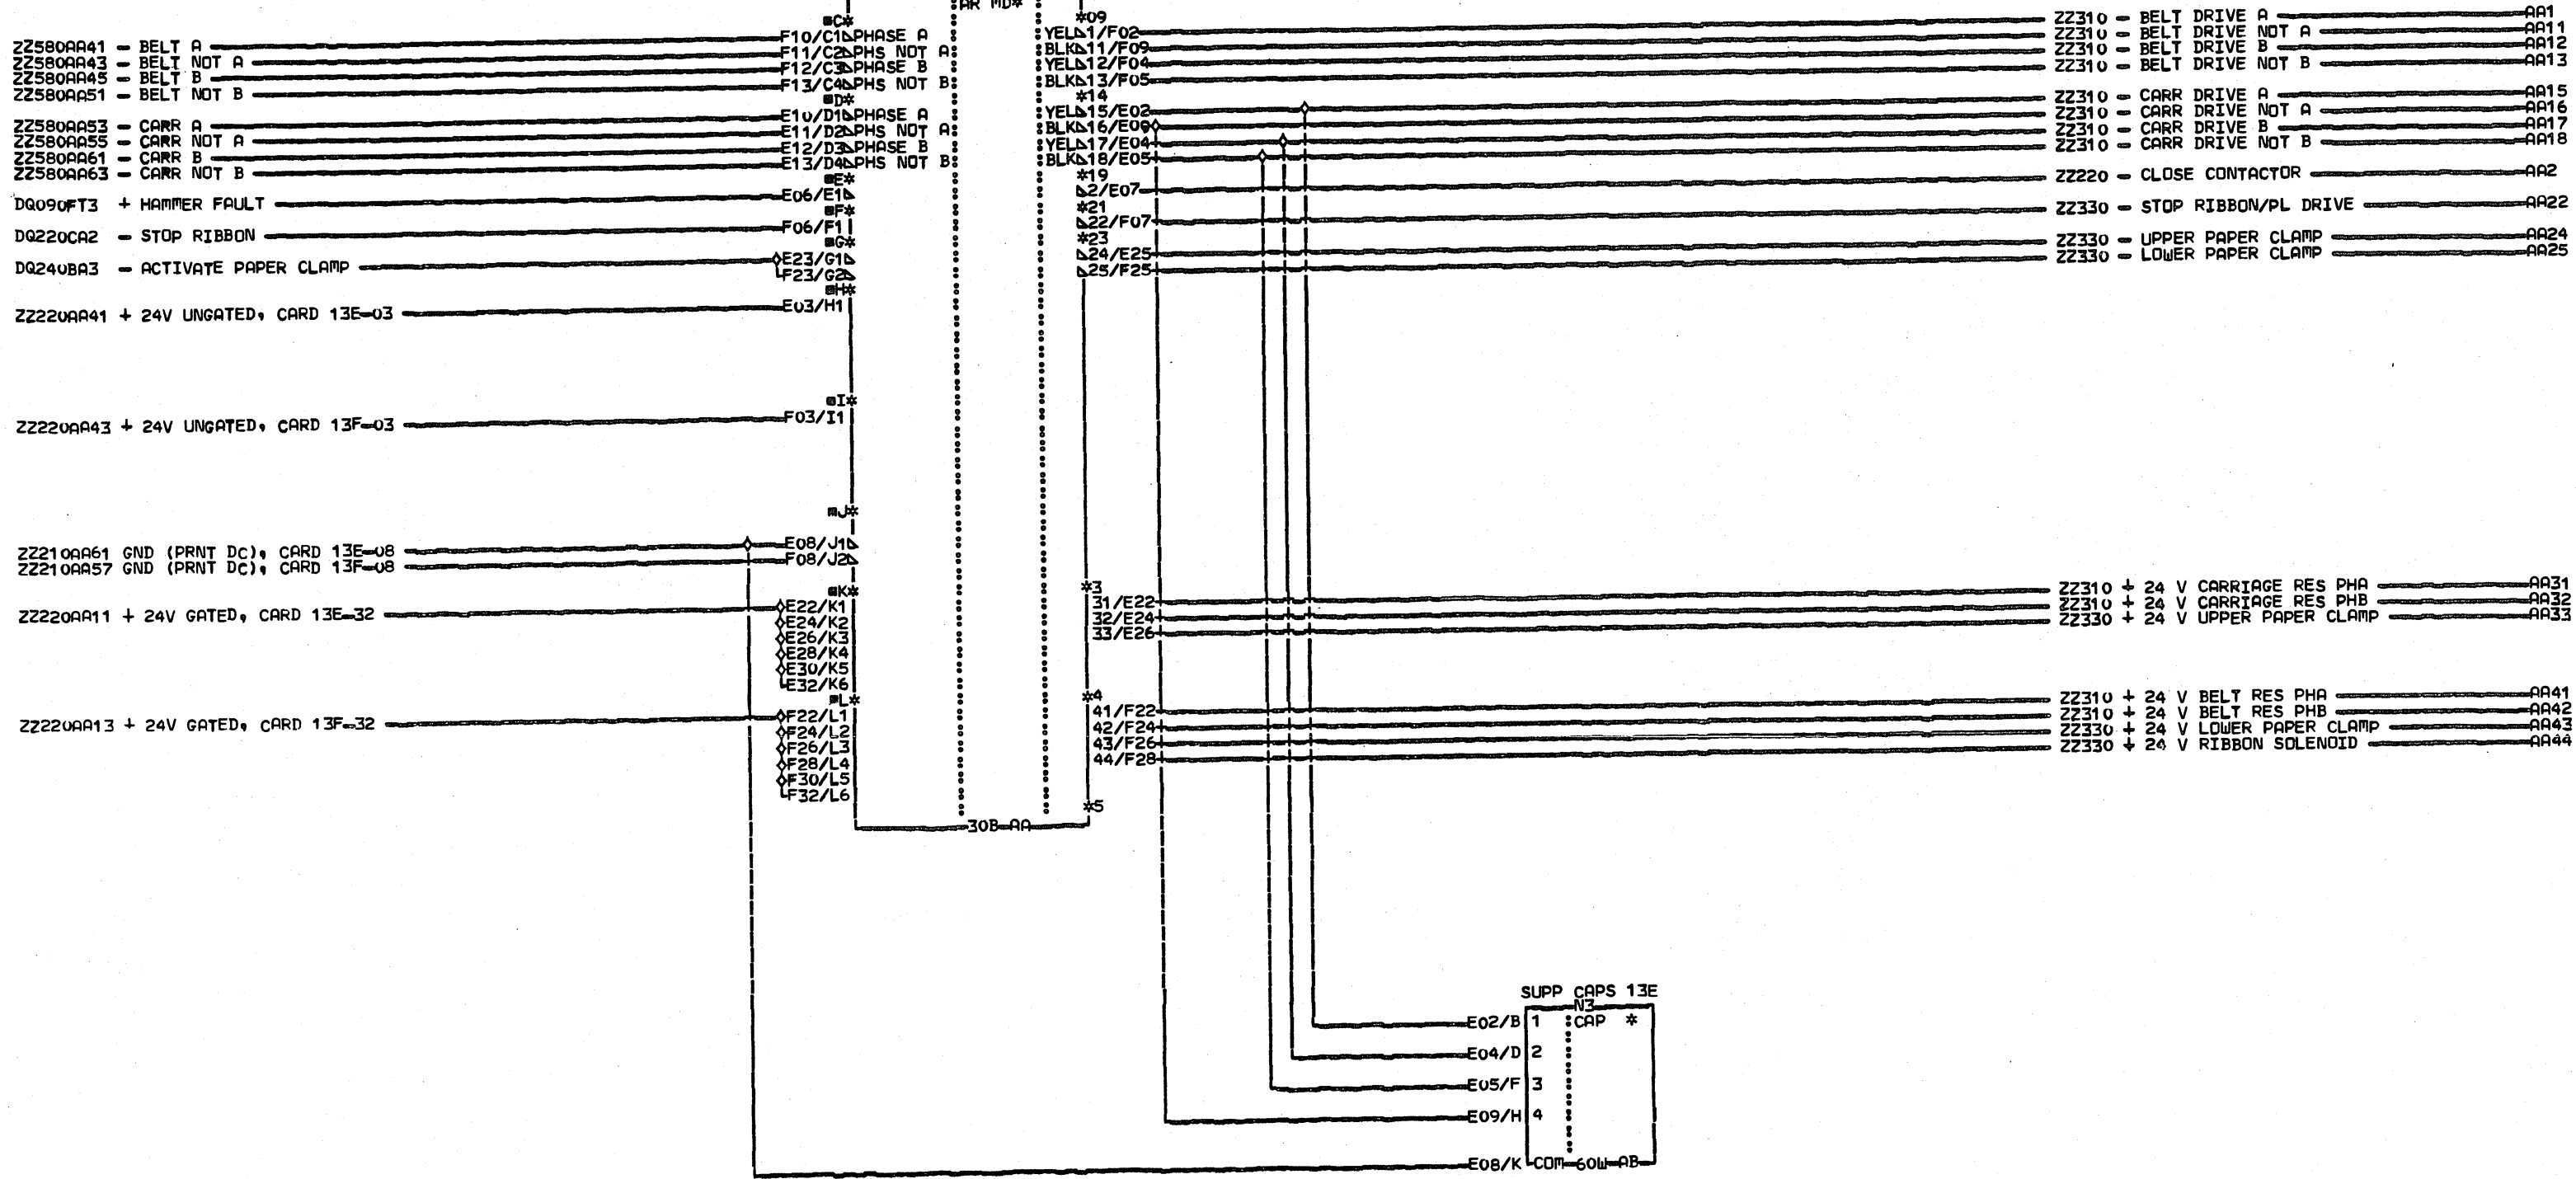 AR MD*
■C*
*09
ZZ580AA41 - BELT A F10/C1 PHASE A YEL 1/F02 ZZ310 - BELT DRIVE A AA1
ZZ580AA43 - BELT NOT A F11/C2 PHS NOT A BLK 11/F09 ZZ310 - BELT DRIVE NOT A AA11
ZZ580AA45 - BELT B F12/C3 PHASE B YEL 12/F04 ZZ310 - BELT DRIVE B AA12
ZZ580AA51 - BELT NOT B F13/C4 PHS NOT B BLK 13/F05 ZZ310 - BELT DRIVE NOT B AA13
■D* *14
ZZ580AA53 - CARR A E10/D1 PHASE A YEL 15/E02 ZZ310 - CARR DRIVE A AA15
ZZ580AA55 - CARR NOT A E11/D2 PHS NOT A BLK 16/E09 ZZ310 - CARR DRIVE NOT A AA16
ZZ580AA61 - CARR B E12/D3 PHASE B YEL 17/E04 ZZ310 - CARR DRIVE B AA17
ZZ580AA63 - CARR NOT B E13/D4 PHS NOT B BLK 18/E05 ZZ310 - CARR DRIVE NOT B AA18
■E* *19
DQ090FT3 + HAMMER FAULT E06/E1 2/E07 ZZ220 - CLOSE CONTACTOR AA2
■F* *21
DQ220CA2 - STOP RIBBON F06/F1 22/F07 ZZ330 - STOP RIBBON/PL DRIVE AA22
■G* *23
DQ240BA3 - ACTIVATE PAPER CLAMP E23/G1 24/E25 ZZ330 - UPPER PAPER CLAMP AA24
F23/G2 25/F25 ZZ330 - LOWER PAPER CLAMP AA25
■H*
ZZ220AA41 + 24V UNGATED, CARD 13E-03 E03/H1
■I*
ZZ220AA43 + 24V UNGATED, CARD 13F-03 F03/I1
■J*
ZZ210AA61 GND (PRNT DC), CARD 13E-08 E08/J1
ZZ210AA57 GND (PRNT DC), CARD 13F-08 F08/J2
■K* *3
ZZ220AA11 + 24V GATED, CARD 13E-32 E22/K1 31/E22 ZZ310 + 24 V CARRIAGE RES PHA AA31
E24/K2 32/E24 ZZ310 + 24 V CARRIAGE RES PHB AA32
E26/K3 33/E26 ZZ330 + 24 V UPPER PAPER CLAMP AA33
E28/K4
E30/K5
E32/K6
■L* *4
ZZ220AA13 + 24V GATED, CARD 13F-32 F22/L1 41/F22 ZZ310 + 24 V BELT RES PHA AA41
F24/L2 42/F24 ZZ310 + 24 V BELT RES PHB AA42
F26/L3 43/F26 ZZ330 + 24 V LOWER PAPER CLAMP AA43
F28/L4 44/F28 ZZ330 + 24 V RIBBON SOLENOID AA44
F30/L5
F32/L6
*5
30B-AA
SUPP CAPS 13E
N3
E02/B 1 CAP *
E04/D 2
E05/F 3
E09/H 4
E08/K COM 60W-AB